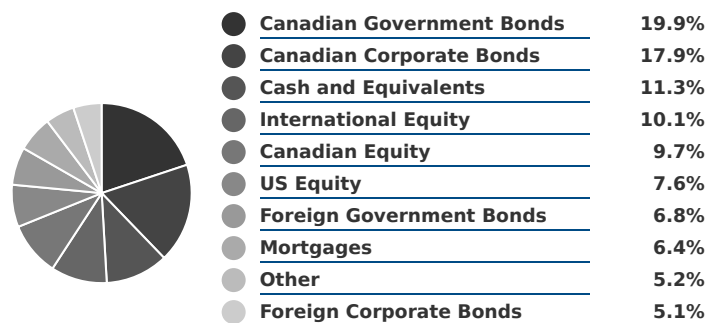 Canadian Government Bonds 19.9%
Canadian Corporate Bonds 17.9%
Cash and Equivalents 11.3%
International Equity 10.1%
Canadian Equity 9.7%
US Equity 7.6%
Foreign Government Bonds 6.8%
Mortgages 6.4%
Other 5.2%
Foreign Corporate Bonds 5.1%